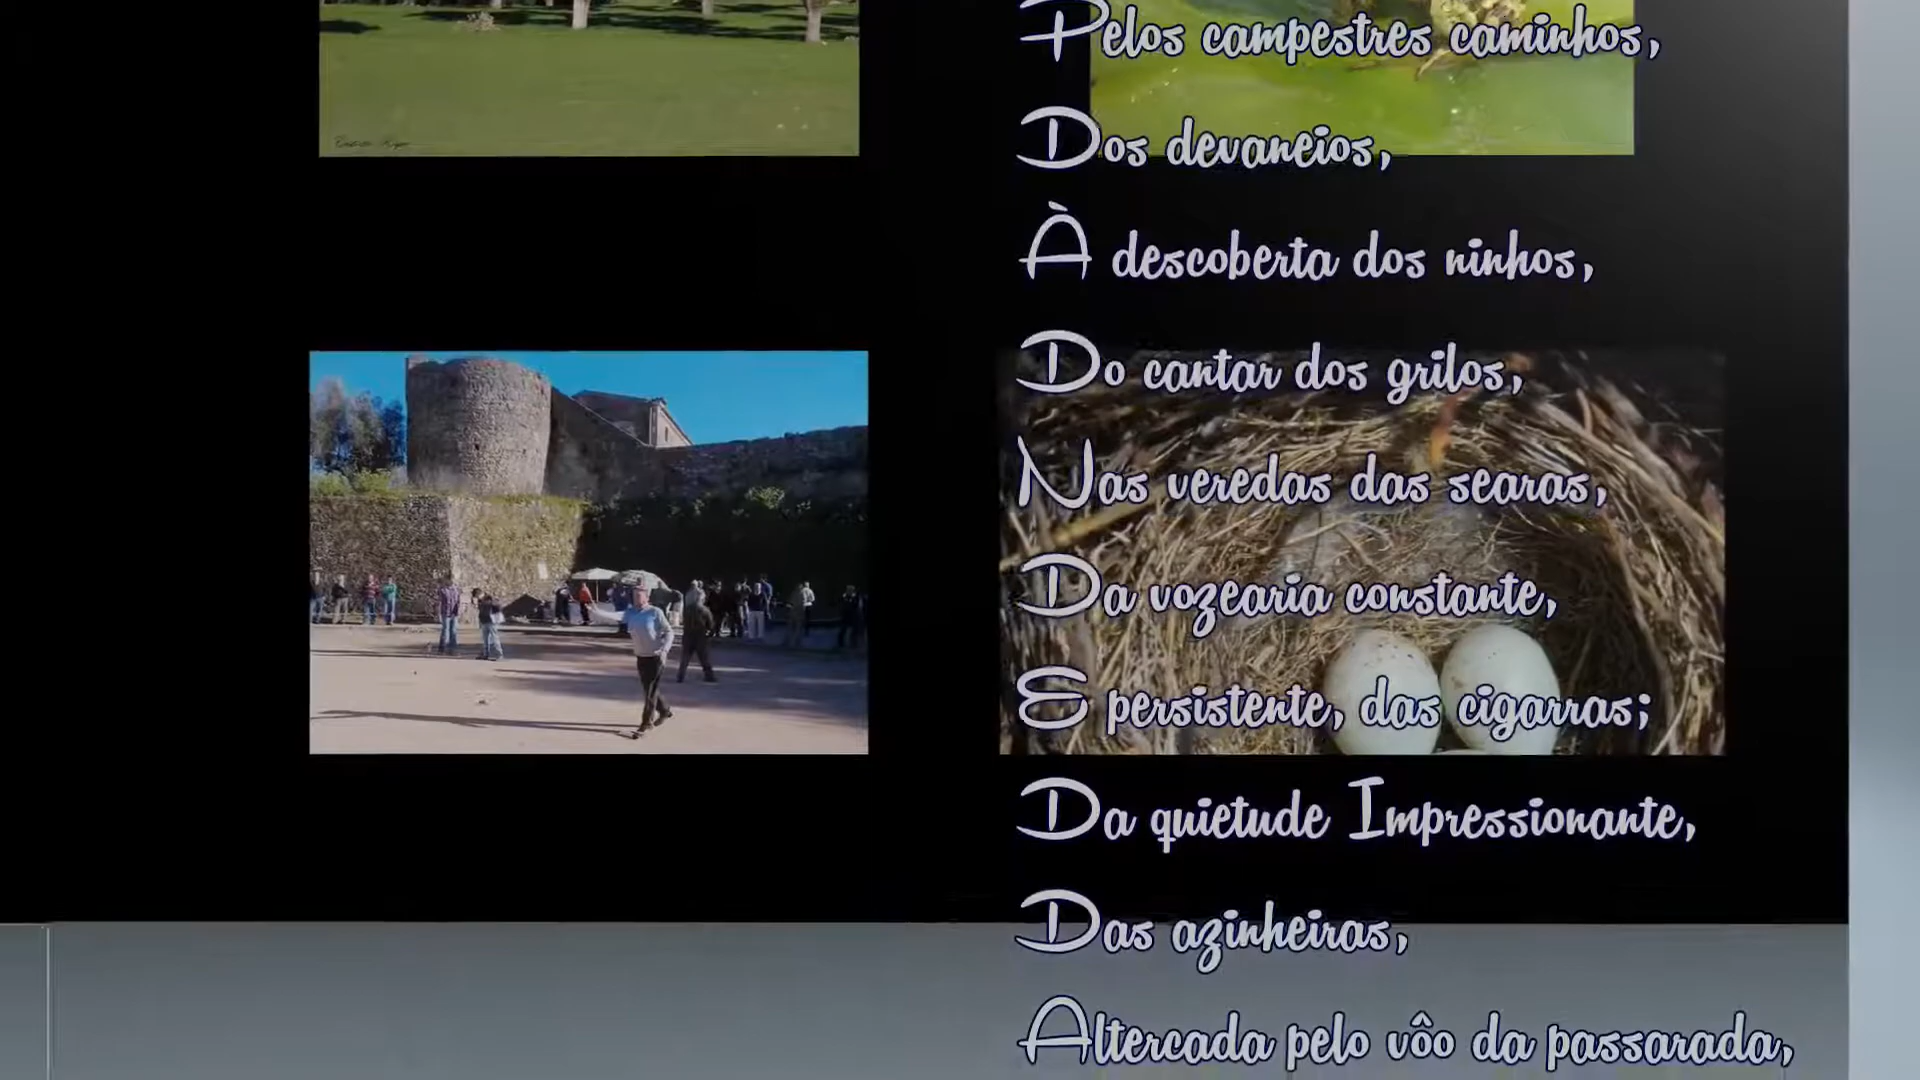 Pelos campestres caminhos,
Dos devaneios,
À descoberta dos ninhos,
Do cantar dos grilos,
Nas veredas das searas,
Da vozearia constante,
E persistente, das cigarras;
Da quietude Impressionante,
Das azinheiras,
Altercada pelo vôo da passarada,